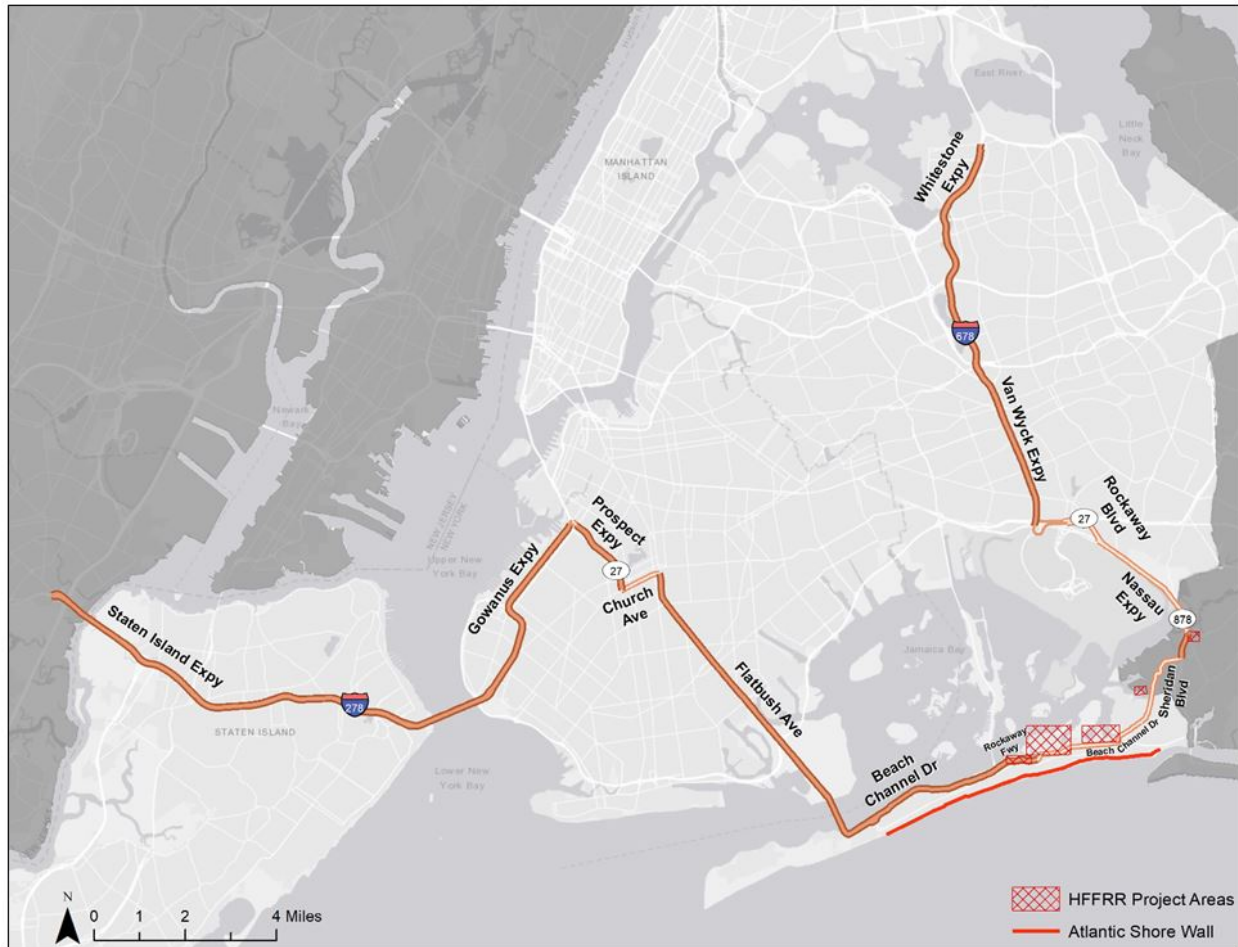 East River
Little
Neck
Bay
MANHATTAN
ISLAND
Whitestone
Expy
678
Van Wyck Expy
Newark
Bay
NEW JERSEY
NEW YORK
Upper New
York Bay
Prospect
Expy
27
Church
Ave
Gowanus Expy
Rockaway
Blvd
27
Nassau
Expy
878
Staten Island Expy
278
STATEN ISLAND
Flatbush Ave
Jamaica Bay
Sheridan
Blvd
Rockaway
Fwy
Beach Channel Dr
Beach
Channel Dr
Lower New
York Bay
N
0 1 2 4 Miles
HFFRR Project Areas
Atlantic Shore Wall